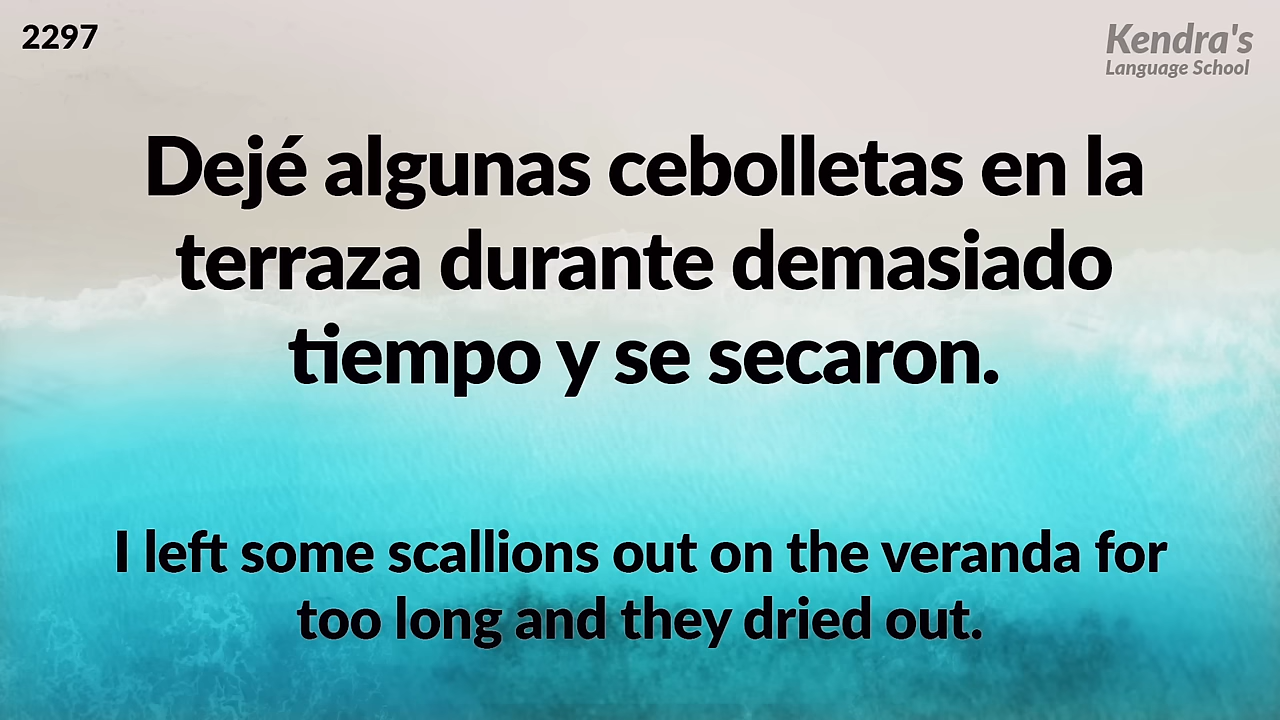 2297
Kendra's
Language School
Dejé algunas cebolletas en la
terraza durante demasiado
tiempo y se secaron.
I left some scallions out on the veranda for
too long and they dried out.